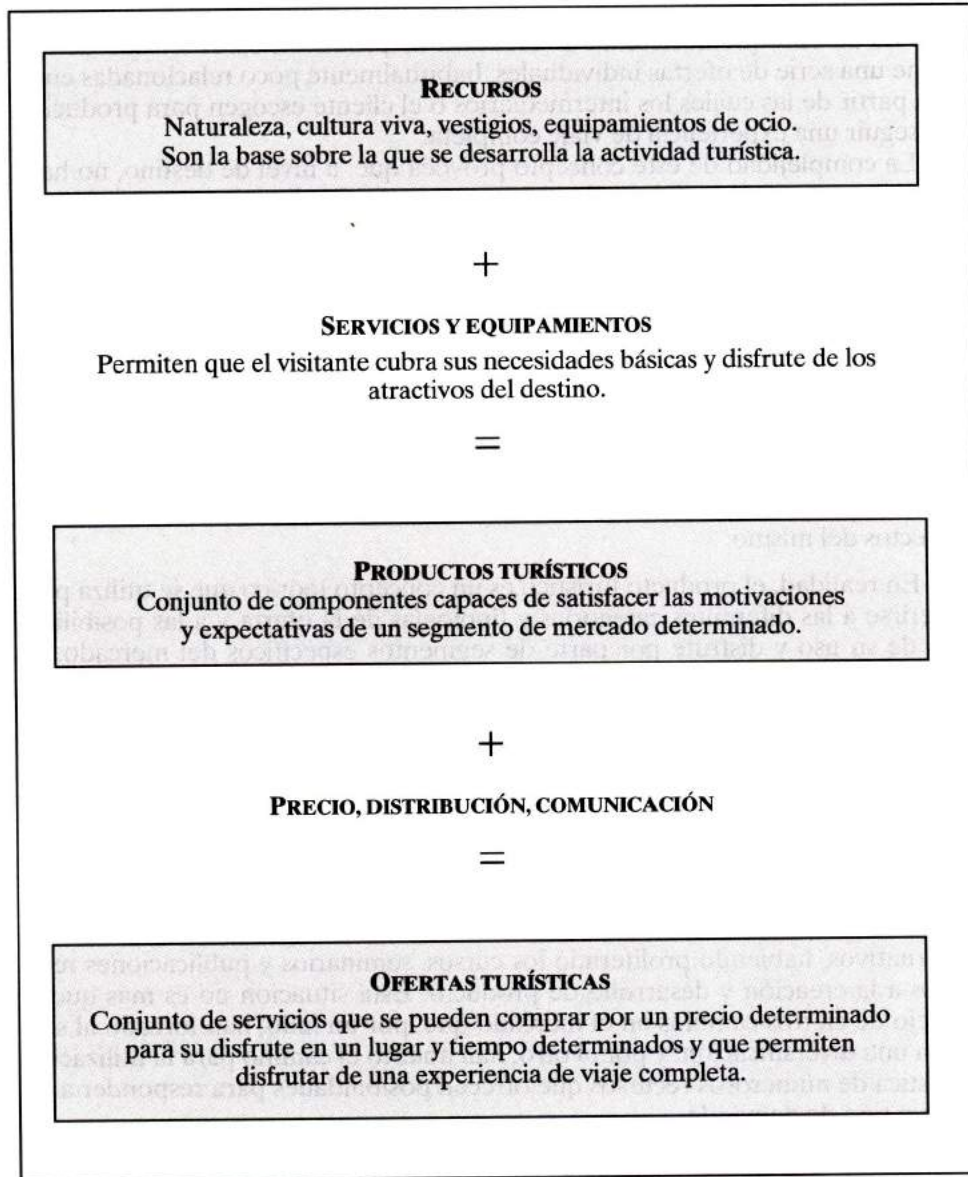 RECURSOS
Naturaleza, cultura viva, vestigios, equipamientos de ocio.
Son la base sobre la que se desarrolla la actividad turística.
+
SERVICIOS Y EQUIPAMIENTOS
Permiten que el visitante cubra sus necesidades básicas y disfrute de los
atractivos del destino.
=
PRODUCTOS TURÍSTICOS
Conjunto de componentes capaces de satisfacer las motivaciones
y expectativas de un segmento de mercado determinado.
+
PRECIO, DISTRIBUCIÓN, COMUNICACIÓN
=
OFERTAS TURÍSTICAS
Conjunto de servicios que se pueden comprar por un precio determinado
para su disfrute en un lugar y tiempo determinados y que permiten
disfrutar de una experiencia de viaje completa.